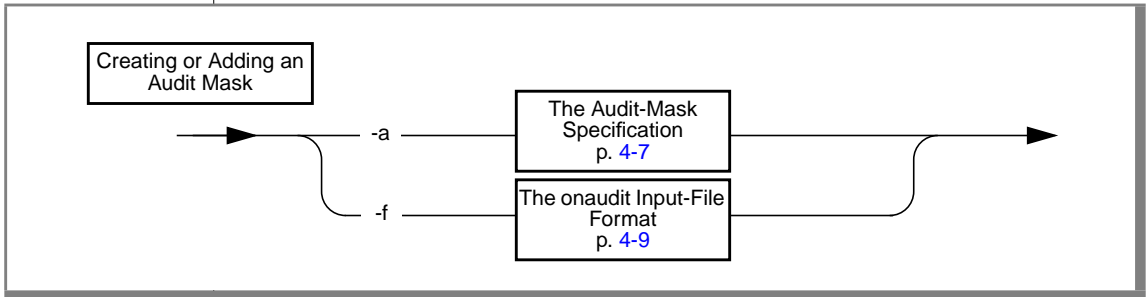 Creating or Adding an
Audit Mask
-a
The Audit-Mask
Specification
p. 4-7
-f
The onaudit Input-File
Format
p. 4-9